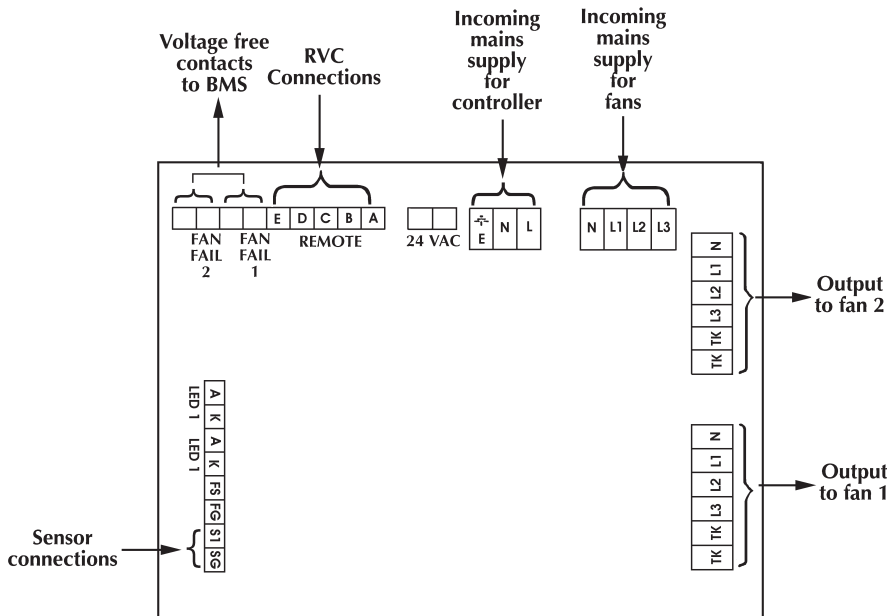 Voltage free
contacts
to BMS
RVC
Connections
Incoming
mains
supply
for
controller
Incoming
mains
supply
for
fans
E D C B A
FAN
FAIL
2
FAN
FAIL
1
REMOTE
24 VAC
E N L
N L1 L2 L3
N
L1
L2
L3
TK
TK
Output
to fan 2
LED 1
LED 1
A
K
A
K
FS
FG
S1
SG
Sensor
connections
N
L1
L2
L3
TK
TK
Output
to fan 1